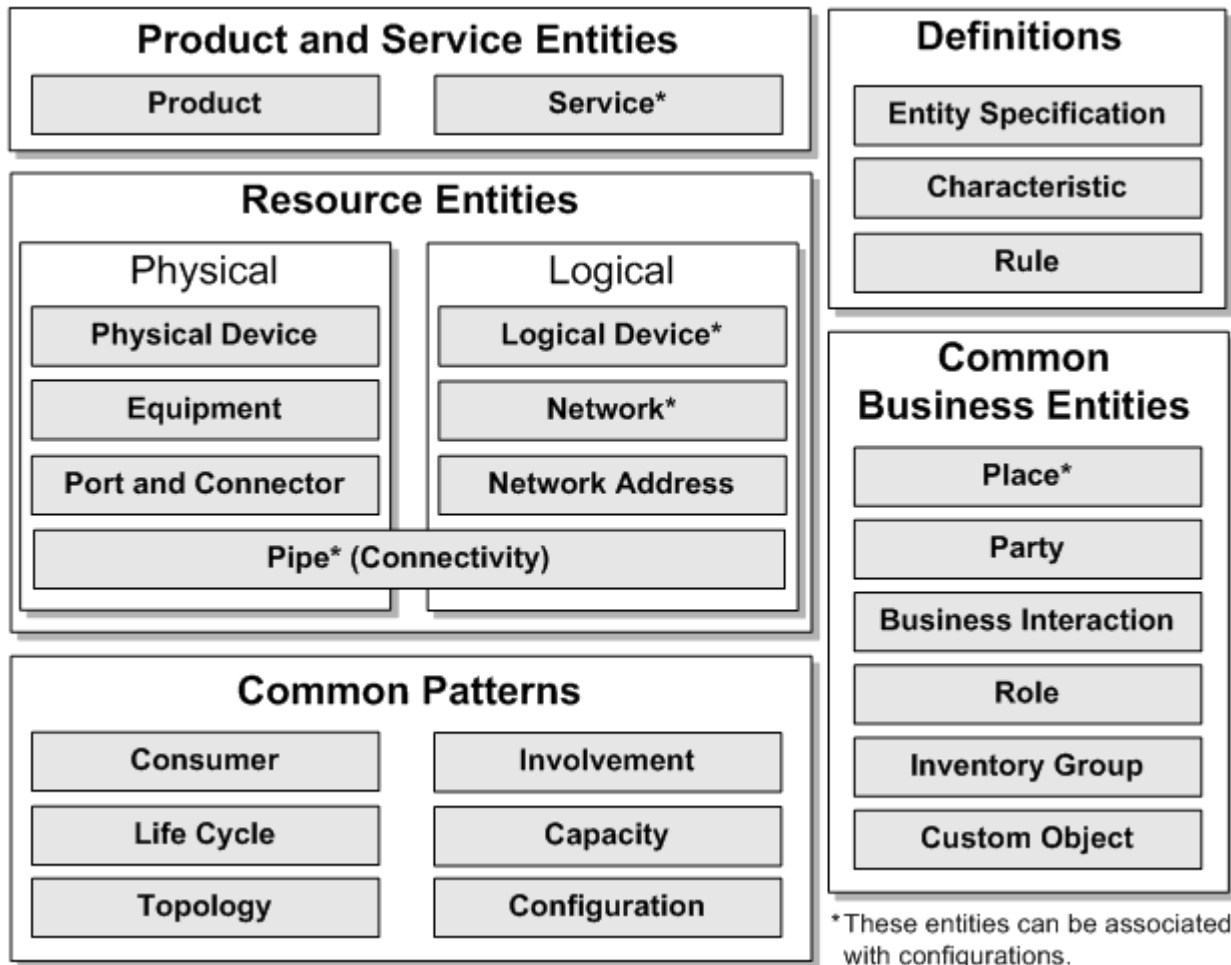 Product and Service Entities
Product
Service*
Resource Entities
Physical
Physical Device
Equipment
Port and Connector
Logical
Logical Device*
Network*
Network Address
Pipe* (Connectivity)
Common Patterns
Consumer
Involvement
Life Cycle
Capacity
Topology
Configuration
Definitions
Entity Specification
Characteristic
Rule
Common
Business Entities
Place*
Party
Business Interaction
Role
Inventory Group
Custom Object
*These entities can be associated
with configurations.